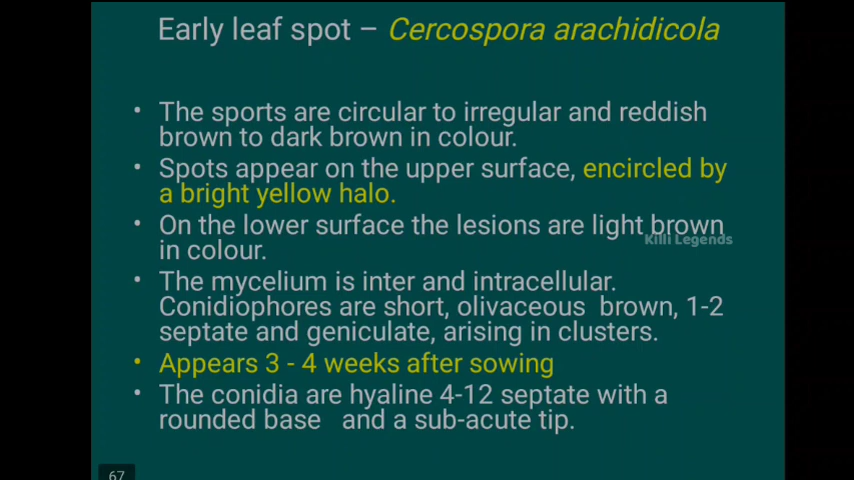 Early leaf spot – Cercospora arachidicola
• The sports are circular to irregular and reddish
brown to dark brown in colour.
• Spots appear on the upper surface, encircled by
a bright yellow halo.
• On the lower surface the lesions are light brown
in colour.
Killi Legends
• The mycelium is inter and intracellular.
Conidiophores are short, olivaceous brown, 1-2
septate and geniculate, arising in clusters.
• Appears 3 - 4 weeks after sowing
• The conidia are hyaline 4-12 septate with a
rounded base and a sub-acute tip.
67